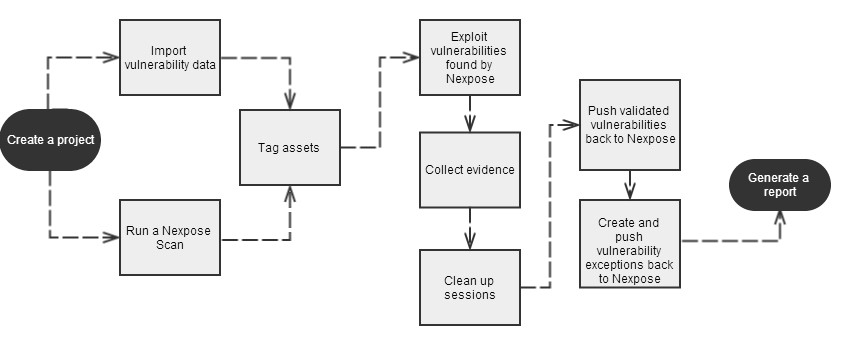 Create a project
Import
vulnerability data
Run a Nexpose
Scan
Tag assets
Exploit
vulnerabilities
found by
Nexpose
Collect evidence
Clean up
sessions
Push validated
vulnerabilities
back to Nexpose
Create and
push
vulnerability
exceptions back
to Nexpose
Generate a
report